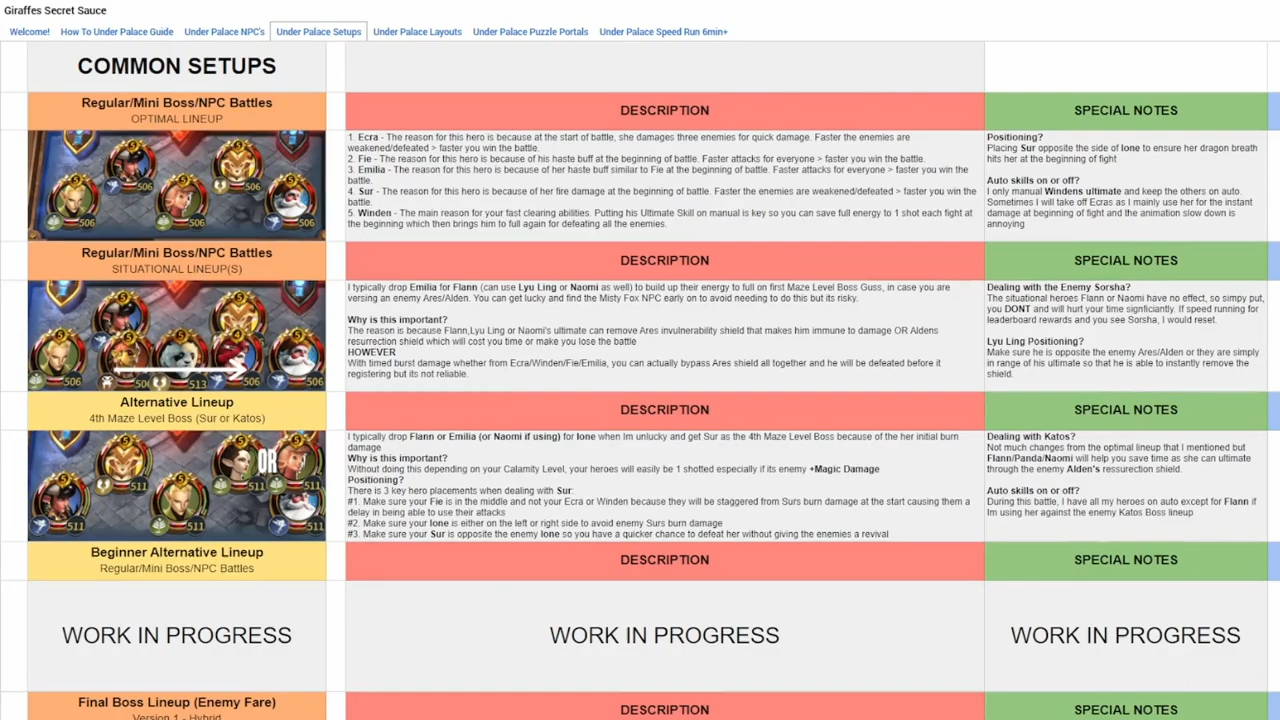 Giraffes Secret Sauce
Welcome! How To Under Palace Guide Under Palace NPC's Under Palace Setups Under Palace Layouts Under Palace Puzzle Portals Under Palace Speed Run 6min+
COMMON SETUPS
Regular/Mini Boss/NPC Battles
OPTIMAL LINEUP
DESCRIPTION
SPECIAL NOTES
506
506
506
506
506
1. Ecra - The reason for this hero is because at the start of battle, she damages three enemies for quick damage. Faster the enemies are
weakened/defeated > faster you win the battle.
2. Fie - The reason for this hero is because of his haste buff at the beginning of battle. Faster attacks for everyone > faster you win the battle.
3. Emilia - The reason for this hero is because of her haste buff similar to Fie at the beginning of battle. Faster attacks for everyone > faster you win the
battle.
4. Sur - The reason for this hero is because of her fire damage at the beginning of battle. Faster the enemies are weakened/defeated > faster you win the
battle.
5. Winden - The main reason for your fast clearing abilities. Putting his Ultimate Skill on manual is key so you can save full energy to 1 shot each fight at
the beginning which then brings him to full again for defeating all the enemies.
Positioning?
Placing Sur opposite the side of Ione to ensure her dragon breath
hits her at the beginning of fight
Auto skills on or off?
I only manual Windens ultimate and keep the others on auto.
Sometimes I will take off Ecras as I mainly use her for the instant
damage at beginning of fight and the animation slow down is
annoying
Regular/Mini Boss/NPC Battles
SITUATIONAL LINEUP(S)
DESCRIPTION
SPECIAL NOTES
506
513
506
506
I typically drop Emilia for Flann (can use Lyu Ling or Naomi as well) to build up their energy to full on first Maze Level Boss Guss, in case you are
versing an enemy Ares/Alden. You can get lucky and find the Misty Fox NPC early on to avoid needing to do this but its risky.
Why is this important?
The reason is because Flann,Lyu Ling or Naomi's ultimate can remove Ares invulnerability shield that makes him immune to damage OR Aldens
resurrection shield which will cost you time or make you lose the battle
HOWEVER
With timed burst damage whether from Ecra/Winden/Fie/Emilia, you can actually bypass Ares shield all together and he will be defeated before it
registering but its not reliable.
Dealing with the Enemy Sorsha?
The situational heroes Flann or Naomi have no effect, so simply put,
you DONT and will hurt your time signficiantly. If speed running for
leaderboard rewards and you see Sorsha, I would reset.
Lyu Ling Positioning?
Make sure he is opposite the enemy Ares/Alden or they are simply
in range of his ultimate so that he is able to instantly remove the
shield.
Alternative Lineup
4th Maze Level Boss (Sur or Katos)
DESCRIPTION
SPECIAL NOTES
511
511
511
OR
511
511
511
I typically drop Flann or Emilia (or Naomi if using) for Ione when Im unlucky and get Sur as the 4th Maze Level Boss because of the her initial burn
damage
Why is this important?
Without doing this depending on your Calamity Level, your heroes will easily be 1 shotted especially if its enemy +Magic Damage
Positioning?
There is 3 key hero placements when dealing with Sur:
#1. Make sure your Fie is in the middle and not your Ecra or Winden because they will be staggered from Surs burn damage at the start causing them a
delay in being able to use their attacks
#2. Make sure your Ione is either on the left or right side to avoid enemy Surs burn damage
#3. Make sure your Sur is opposite the enemy Ione so you have a quicker chance to defeat her without giving the enemies a revival
Dealing with Katos?
Not much changes from the optimal lineup that I mentioned but
Flann/Panda/Naomi will help you save time as she can ultimate
through the enemy Alden's ressurection shield.
Auto skills on or off?
During this battle, I have all my heroes on auto except for Flann if
Im using her against the enemy Katos Boss lineup
Beginner Alternative Lineup
Regular/Mini Boss/NPC Battles
DESCRIPTION
SPECIAL NOTES
WORK IN PROGRESS
WORK IN PROGRESS
WORK IN PROGRESS
Final Boss Lineup (Enemy Fare)
Version 1 - Hybrid
DESCRIPTION
SPECIAL NOTES